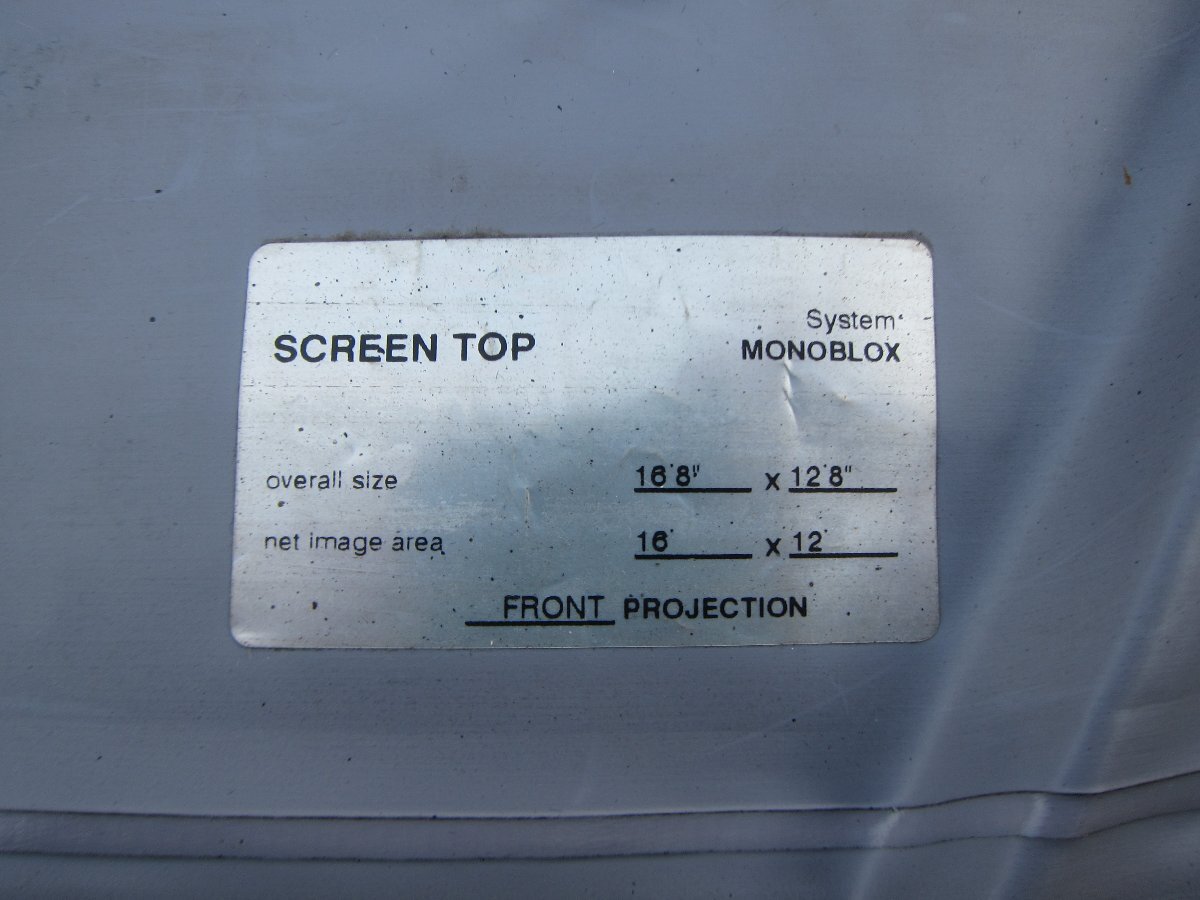 SCREEN TOP
System
MONOBLOX
overall size 16'8" x 12'8"
net image area 16' x 12'
FRONT PROJECTION